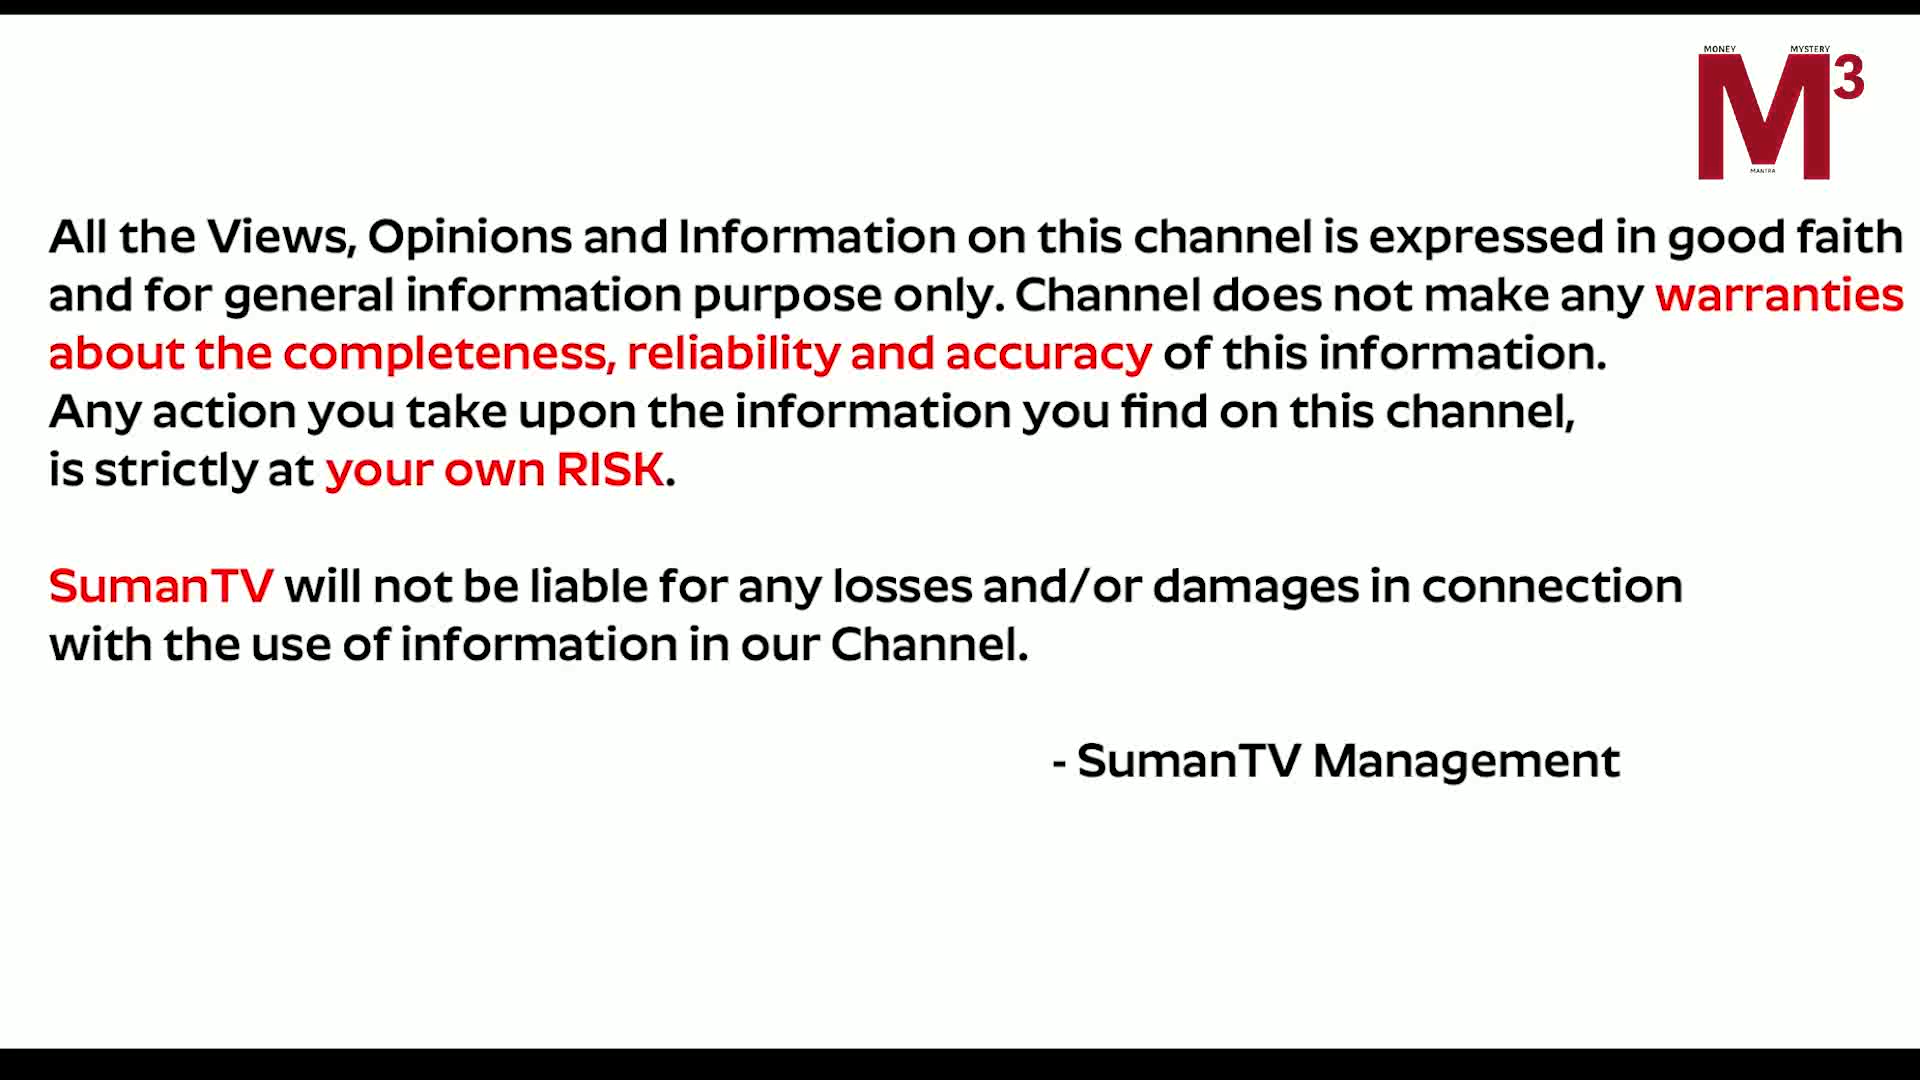 MONEY MYSTERY
M3
MANTRA
All the Views, Opinions and Information on this channel is expressed in good faith
and for general information purpose only. Channel does not make any warranties
about the completeness, reliability and accuracy of this information.
Any action you take upon the information you find on this channel,
is strictly at your own RISK.
SumanTV will not be liable for any losses and/or damages in connection
with the use of information in our Channel.
- SumanTV Management